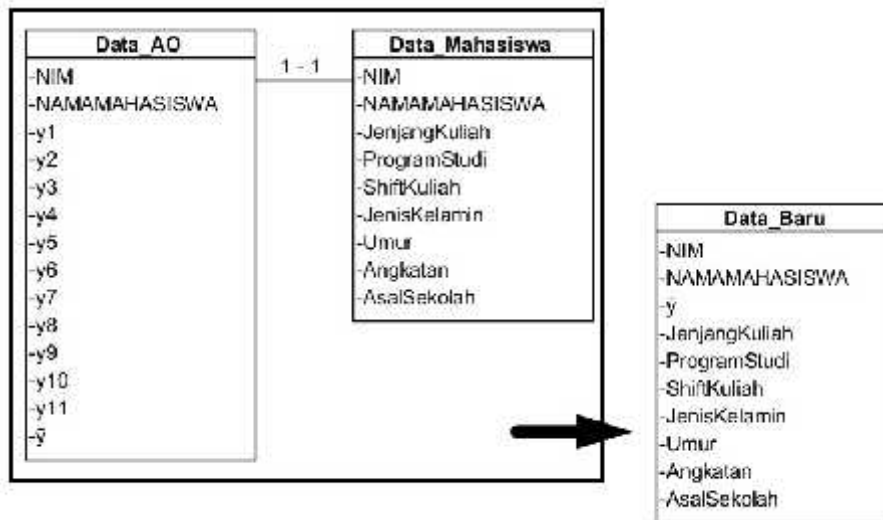 Data_AO
-NIM
-NAMAMAHASISWA
-y1
-y2
-y3
-y4
-y5
-y6
-y7
-y8
-y9
-y10
-y11
-ȳ
1 - 1
Data_Mahasiswa
-NIM
-NAMAMAHASISWA
-JenjangKuliah
-ProgramStudi
-ShiftKuliah
-JenisKelamin
-Umur
-Angkatan
-AsalSekolah
Data_Baru
-NIM
-NAMAMAHASISWA
-y
-JenjangKuliah
-ProgramStudi
-ShiftKuliah
-JenisKelamin
-Umur
-Angkatan
-AsalSekolah